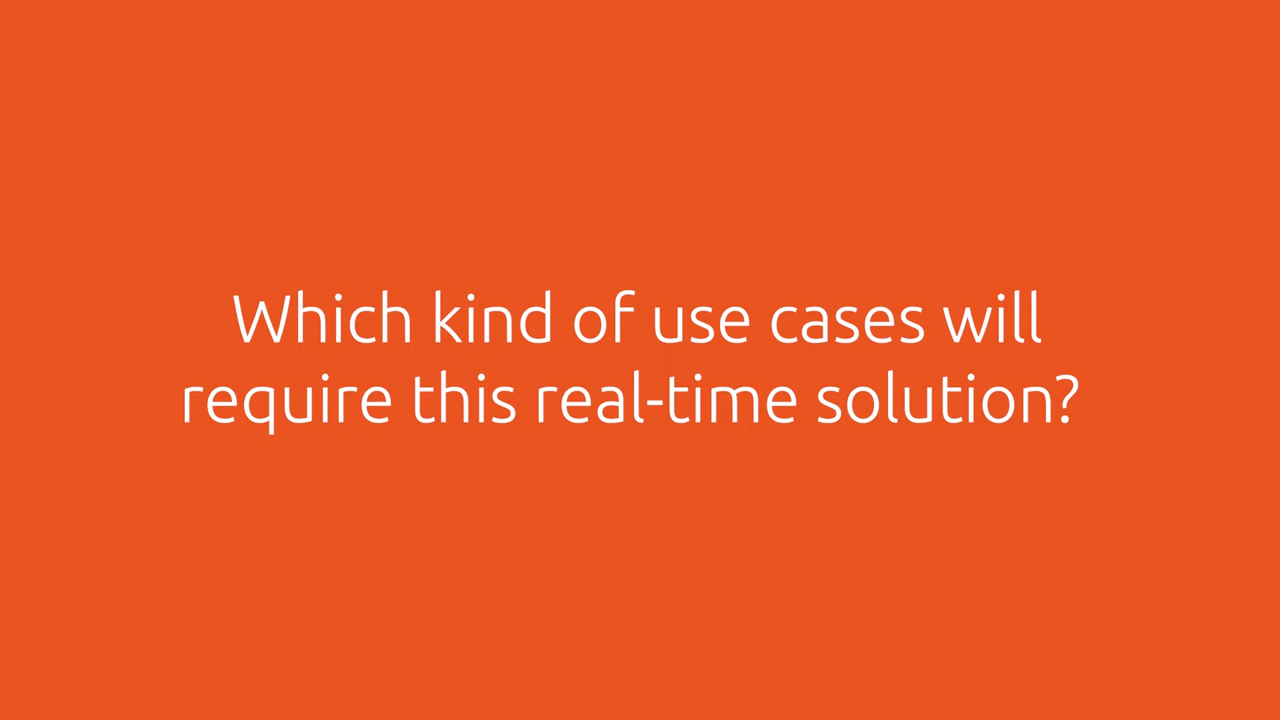 Which kind of use cases will
require this real-time solution?